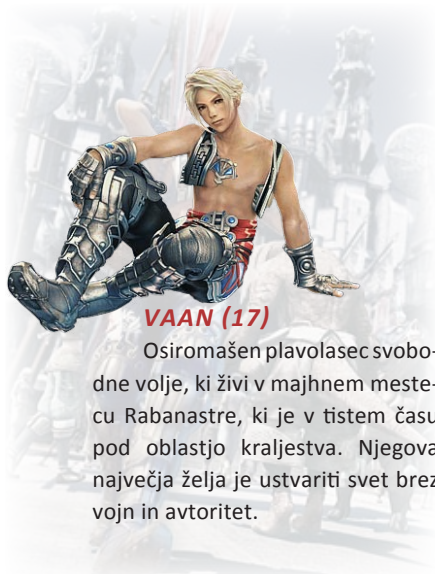 VAAN (17)
Osiromašen plavolasec svobo-
dne volje, ki živi v majhnem meste-
cu Rabanastre, ki je v tistem času
pod oblastjo kraljestva. Njegova
največja želja je ustvariti svet brez
vojn in avtoritet.